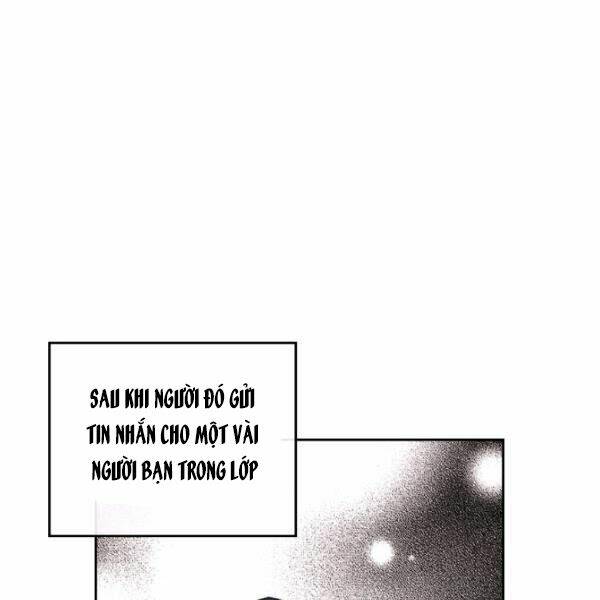 SAU KHI NGƯỜI ĐÓ GỬI
TIN NHẮN CHO MỘT VÀI
NGƯỜI BẠN TRONG LỚP